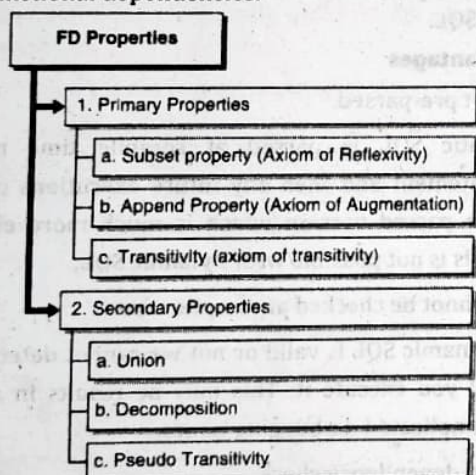 FD Properties
1. Primary Properties
a. Subset property (Axiom of Reflexivity)
b. Append Property (Axiom of Augmentation)
c. Transitivity (axiom of transitivity)
2. Secondary Properties
a. Union
b. Decomposition
c. Pseudo Transitivity